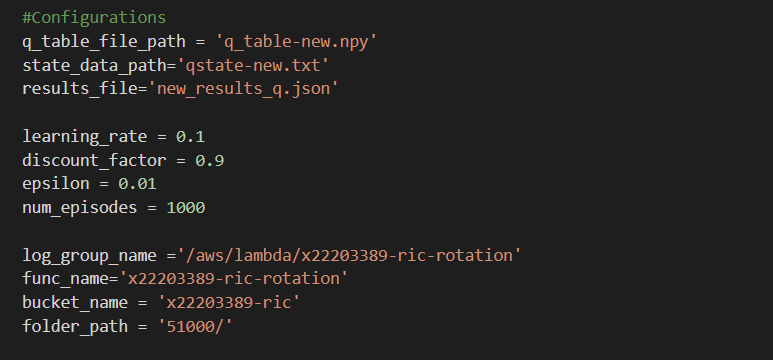 #Configurations
q_table_file_path = 'q_table-new.npy'
state_data_path='qstate-new.txt'
results_file='new_results_q.json'
learning_rate = 0.1
discount_factor = 0.9
epsilon = 0.01
num_episodes = 1000
log_group_name ='/aws/lambda/x22203389-ric-rotation'
func_name='x22203389-ric-rotation'
bucket_name = 'x22203389-ric'
folder_path = '51000/'